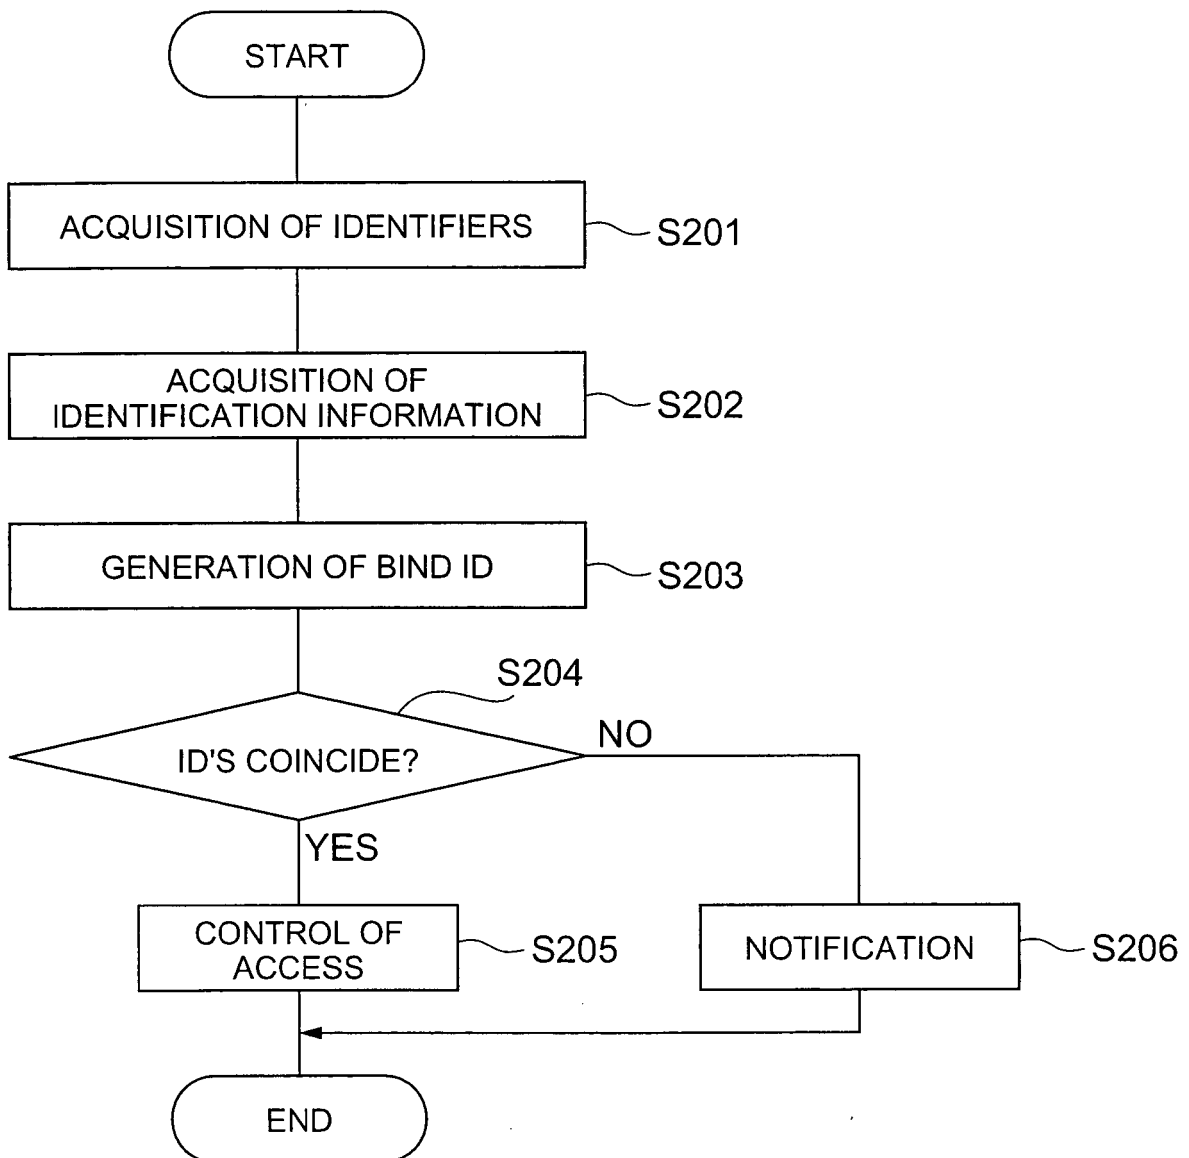 START
ACQUISITION OF IDENTIFIERS
S201
ACQUISITION OF
IDENTIFICATION INFORMATION
S202
GENERATION OF BIND ID
S203
S204
ID'S COINCIDE?
NO
YES
CONTROL OF
ACCESS
S205
NOTIFICATION
S206
END